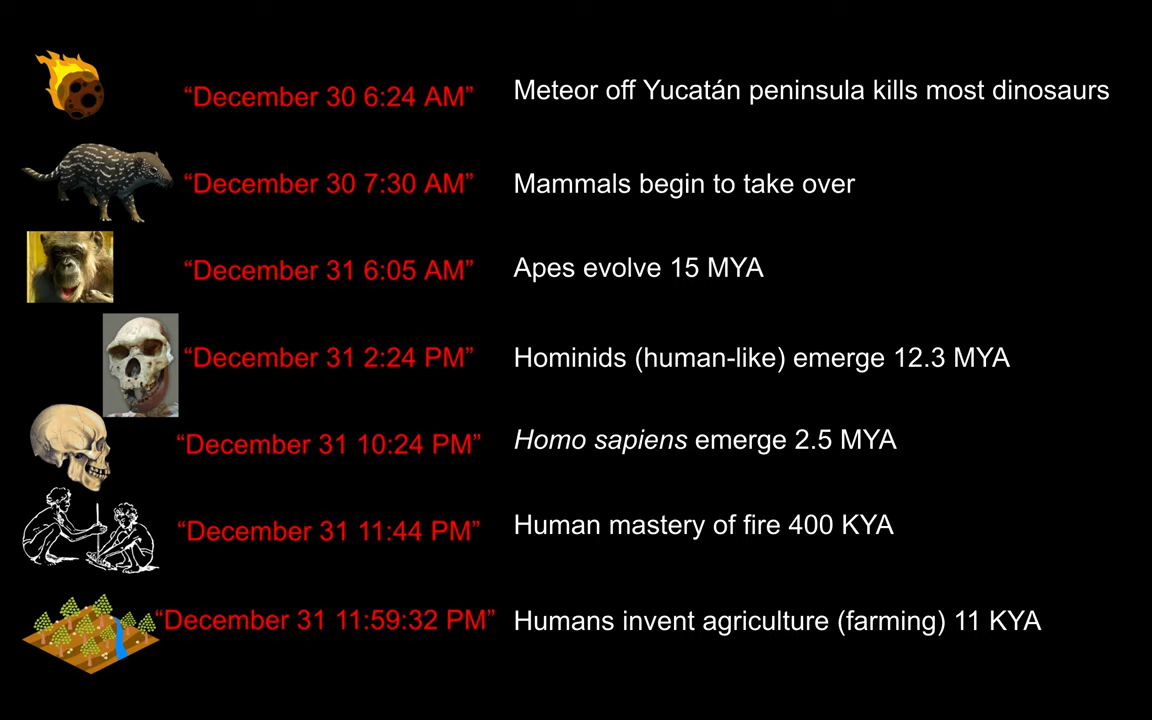 “December 30 6:24 AM” Meteor off Yucatán peninsula kills most dinosaurs
“December 30 7:30 AM” Mammals begin to take over
“December 31 6:05 AM” Apes evolve 15 MYA
“December 31 2:24 PM” Hominids (human-like) emerge 12.3 MYA
“December 31 10:24 PM” Homo sapiens emerge 2.5 MYA
“December 31 11:44 PM” Human mastery of fire 400 KYA
“December 31 11:59:32 PM” Humans invent agriculture (farming) 11 KYA